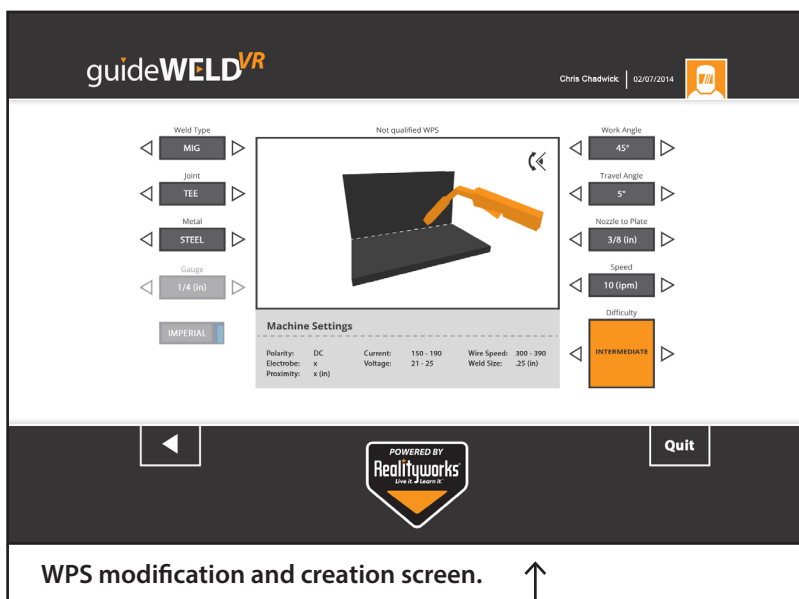 guideWELDVR
Chris Chadwick 02/07/2014
Weld Type
MIG
Joint
TEE
Metal
STEEL
Gauge
1/4 (in)
IMPERIAL
Not qualified WPS
Machine Settings
Polarity: DC Current: 150 - 190 Wire Speed: 300 - 390
Electrobe: x Voltage: 21 - 25 Weld Size: .25 (in)
Proximity: x (in)
Work Angle
45°
Travel Angle
5°
Nozzle to Plate
3/8 (in)
Speed
10 (ipm)
Difficulty
INTERMEDIATE
POWERED BY
Realityworks
Live it. Learn it.
Quit
WPS modification and creation screen.